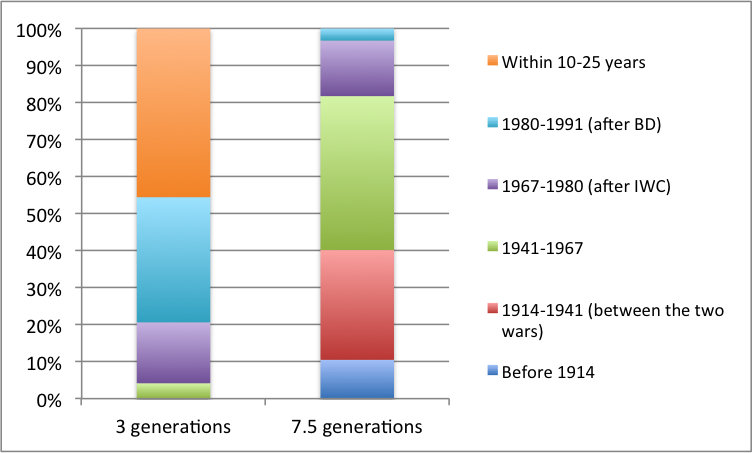 100%
90%
80%
70%
60%
50%
40%
30%
20%
10%
0%
3 generations
7.5 generations
Within 10-25 years
1980-1991 (after BD)
1967-1980 (after IWC)
1941-1967
1914-1941 (between the two
wars)
Before 1914